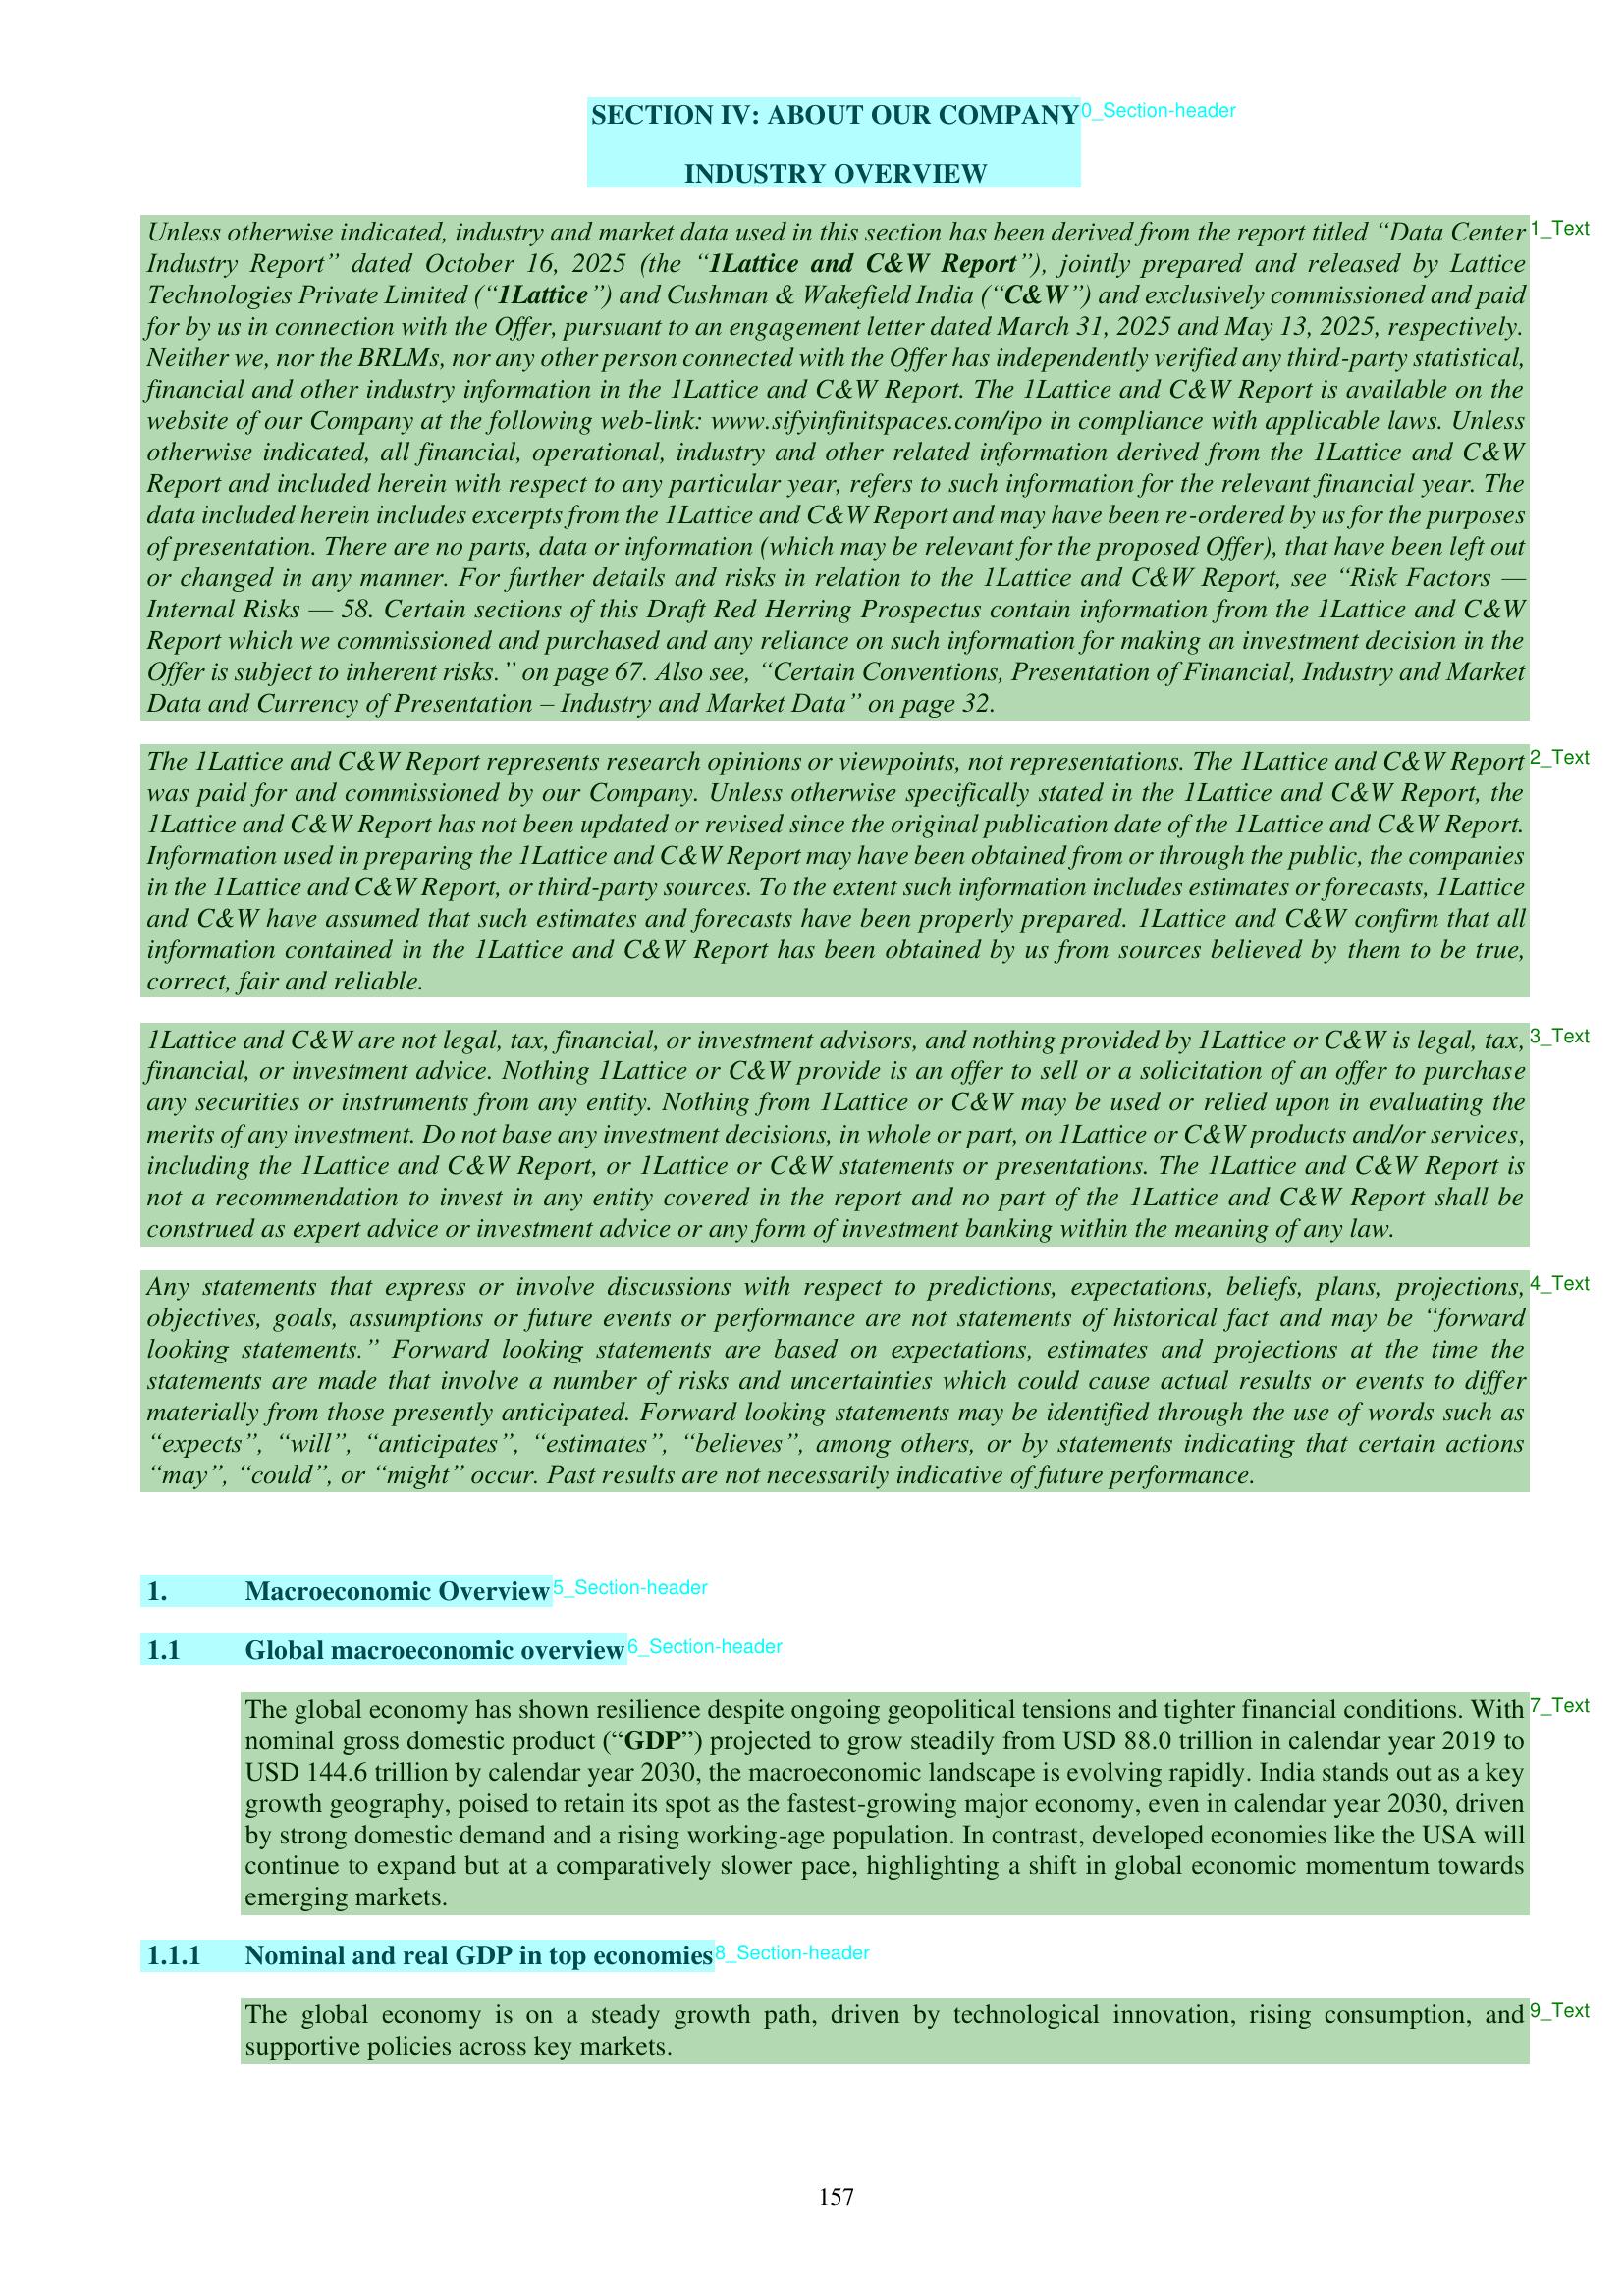 SECTION IV: ABOUT OUR COMPANY
0_Section-header
INDUSTRY OVERVIEW
Unless otherwise indicated, industry and market data used in this section has been derived from the report titled “Data Center
1_Text
Industry Report” dated October 16, 2025 (the “1Lattice and C&W Report”), jointly prepared and released by Lattice
Technologies Private Limited (“1Lattice”) and Cushman & Wakefield India (“C&W”) and exclusively commissioned and paid
for by us in connection with the Offer, pursuant to an engagement letter dated March 31, 2025 and May 13, 2025, respectively.
Neither we, nor the BRLMs, nor any other person connected with the Offer has independently verified any third-party statistical,
financial and other industry information in the 1Lattice and C&W Report. The 1Lattice and C&W Report is available on the
website of our Company at the following web-link: www.sifyinfinitspaces.com/ipo in compliance with applicable laws. Unless
otherwise indicated, all financial, operational, industry and other related information derived from the 1Lattice and C&W
Report and included herein with respect to any particular year, refers to such information for the relevant financial year. The
data included herein includes excerpts from the 1Lattice and C&W Report and may have been re-ordered by us for the purposes
of presentation. There are no parts, data or information (which may be relevant for the proposed Offer), that have been left out
or changed in any manner. For further details and risks in relation to the 1Lattice and C&W Report, see “Risk Factors —
Internal Risks — 58. Certain sections of this Draft Red Herring Prospectus contain information from the 1Lattice and C&W
Report which we commissioned and purchased and any reliance on such information for making an investment decision in the
Offer is subject to inherent risks.” on page 67. Also see, “Certain Conventions, Presentation of Financial, Industry and Market
Data and Currency of Presentation – Industry and Market Data” on page 32.
The 1Lattice and C&W Report represents research opinions or viewpoints, not representations. The 1Lattice and C&W Report
2_Text
was paid for and commissioned by our Company. Unless otherwise specifically stated in the 1Lattice and C&W Report, the
1Lattice and C&W Report has not been updated or revised since the original publication date of the 1Lattice and C&W Report.
Information used in preparing the 1Lattice and C&W Report may have been obtained from or through the public, the companies
in the 1Lattice and C&W Report, or third-party sources. To the extent such information includes estimates or forecasts, 1Lattice
and C&W have assumed that such estimates and forecasts have been properly prepared. 1Lattice and C&W confirm that all
information contained in the 1Lattice and C&W Report has been obtained by us from sources believed by them to be true,
correct, fair and reliable.
1Lattice and C&W are not legal, tax, financial, or investment advisors, and nothing provided by 1Lattice or C&W is legal, tax,
3_Text
financial, or investment advice. Nothing 1Lattice or C&W provide is an offer to sell or a solicitation of an offer to purchase
any securities or instruments from any entity. Nothing from 1Lattice or C&W may be used or relied upon in evaluating the
merits of any investment. Do not base any investment decisions, in whole or part, on 1Lattice or C&W products and/or services,
including the 1Lattice and C&W Report, or 1Lattice or C&W statements or presentations. The 1Lattice and C&W Report is
not a recommendation to invest in any entity covered in the report and no part of the 1Lattice and C&W Report shall be
construed as expert advice or investment advice or any form of investment banking within the meaning of any law.
Any statements that express or involve discussions with respect to predictions, expectations, beliefs, plans, projections,
4_Text
objectives, goals, assumptions or future events or performance are not statements of historical fact and may be “forward
looking statements.” Forward looking statements are based on expectations, estimates and projections at the time the
statements are made that involve a number of risks and uncertainties which could cause actual results or events to differ
materially from those presently anticipated. Forward looking statements may be identified through the use of words such as
“expects”, “will”, “anticipates”, “estimates”, “believes”, among others, or by statements indicating that certain actions
“may”, “could”, or “might” occur. Past results are not necessarily indicative of future performance.
1. Macroeconomic Overview
5_Section-header
1.1 Global macroeconomic overview
6_Section-header
The global economy has shown resilience despite ongoing geopolitical tensions and tighter financial conditions. With
7_Text
nominal gross domestic product (“GDP”) projected to grow steadily from USD 88.0 trillion in calendar year 2019 to
USD 144.6 trillion by calendar year 2030, the macroeconomic landscape is evolving rapidly. India stands out as a key
growth geography, poised to retain its spot as the fastest-growing major economy, even in calendar year 2030, driven
by strong domestic demand and a rising working-age population. In contrast, developed economies like the USA will
continue to expand but at a comparatively slower pace, highlighting a shift in global economic momentum towards
emerging markets.
1.1.1 Nominal and real GDP in top economies
8_Section-header
The global economy is on a steady growth path, driven by technological innovation, rising consumption, and
9_Text
supportive policies across key markets.
157